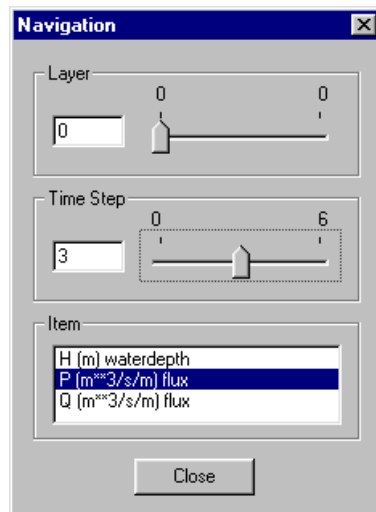 Navigation
Layer
0 0
0
Time Step
0 6
3
Item
H (m) waterdepth
P (m**3/s/m) flux
Q (m**3/s/m) flux
Close